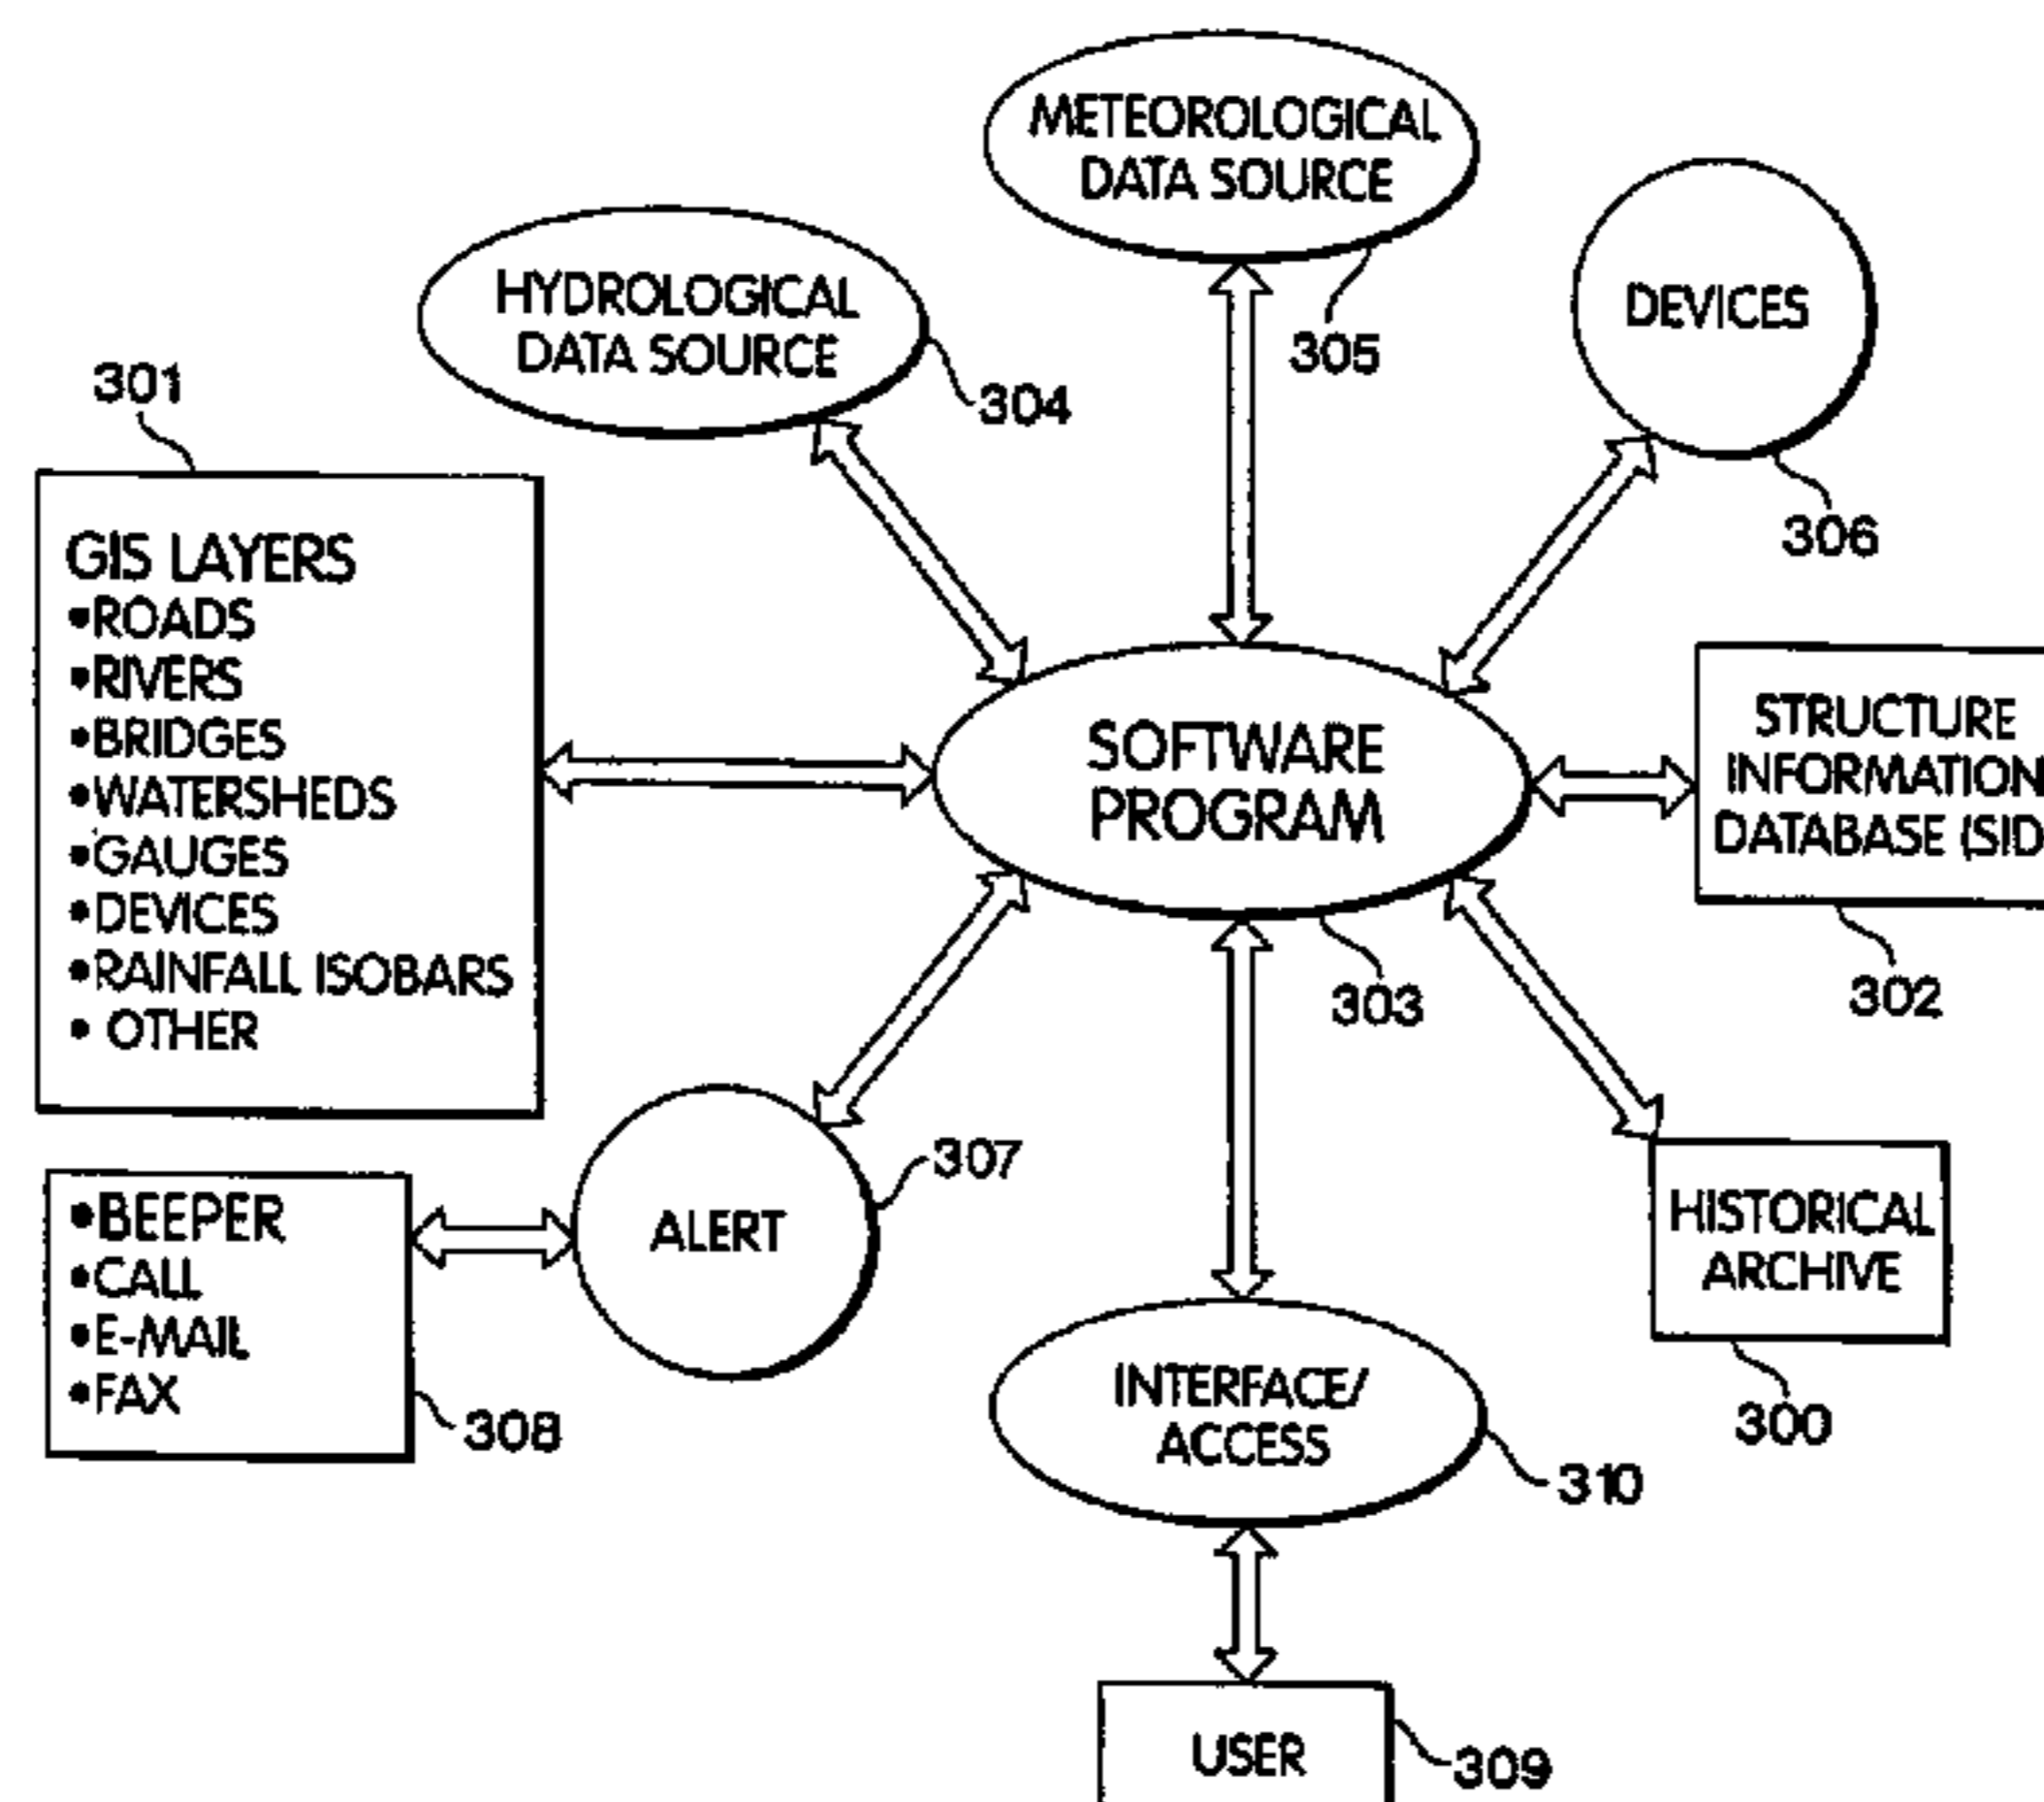 METEOROLOGICAL
DATA SOURCE
305
DEVICES
306
HYDROLOGICAL
DATA SOURCE
304
301
GIS LAYERS
•ROADS
•RIVERS
•BRIDGES
•WATERSHEDS
•GAUGES
•DEVICES
•RAINFALL ISOBARS
• OTHER
SOFTWARE
PROGRAM
303
STRUCTURE
INFORMATION
DATABASE (SID
302
307
ALERT
•BEEPER
•CALL
•E-MAIL
•FAX
308
HISTORICAL
ARCHIVE
300
INTERFACE/
ACCESS
310
USER
309